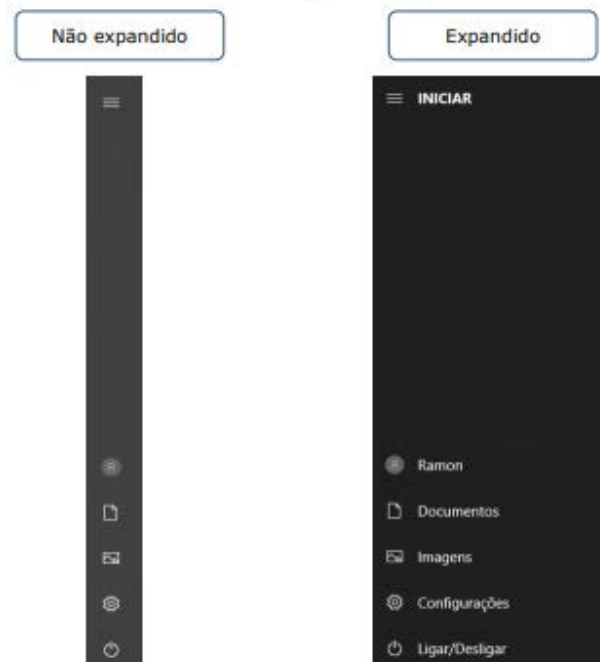 Não expandido
Expandido
INICIAR
Ramon
Documentos
Imagens
Configurações
Ligar/Desligar